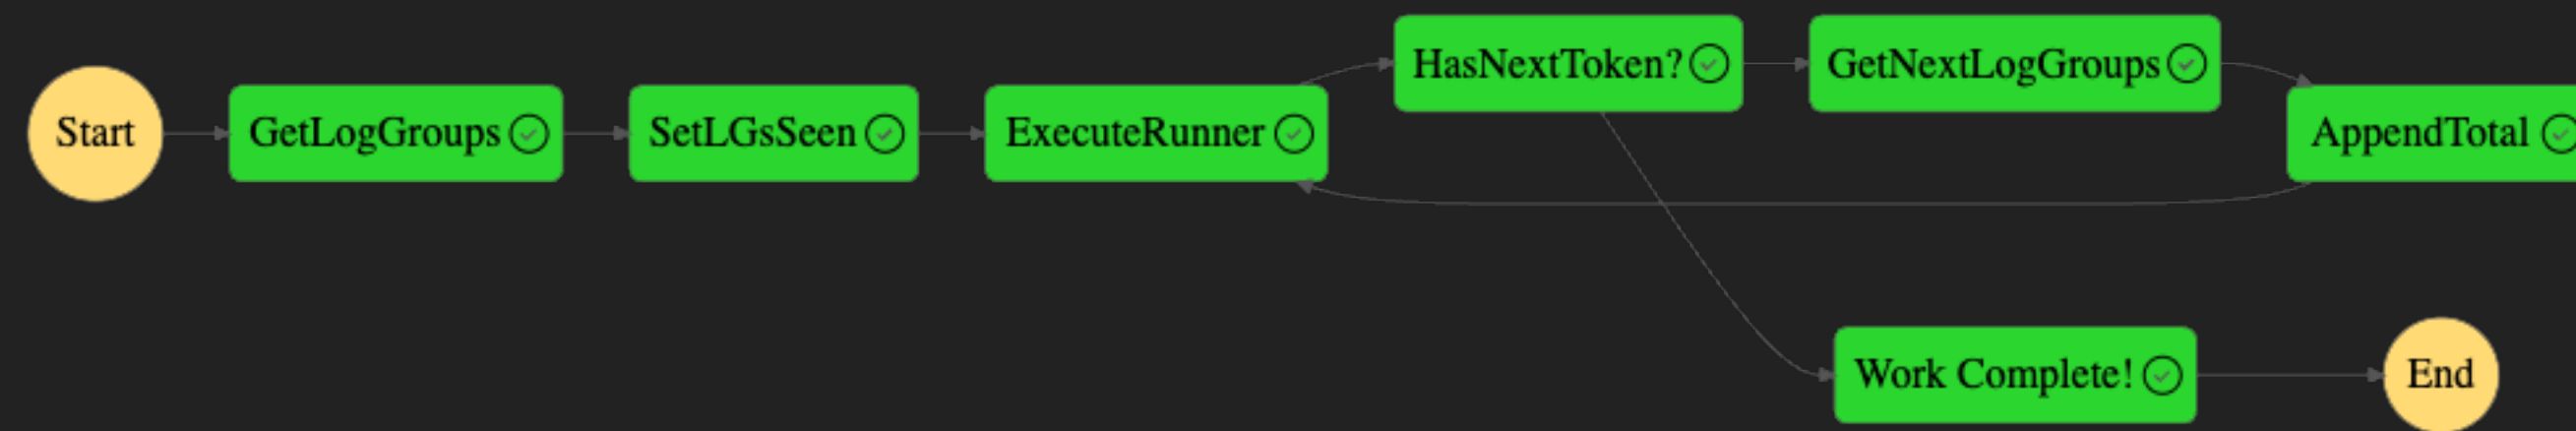 Start
GetLogGroups
SetLGsSeen
ExecuteRunner
HasNextToken?
GetNextLogGroups
AppendTotal
Work Complete!
End